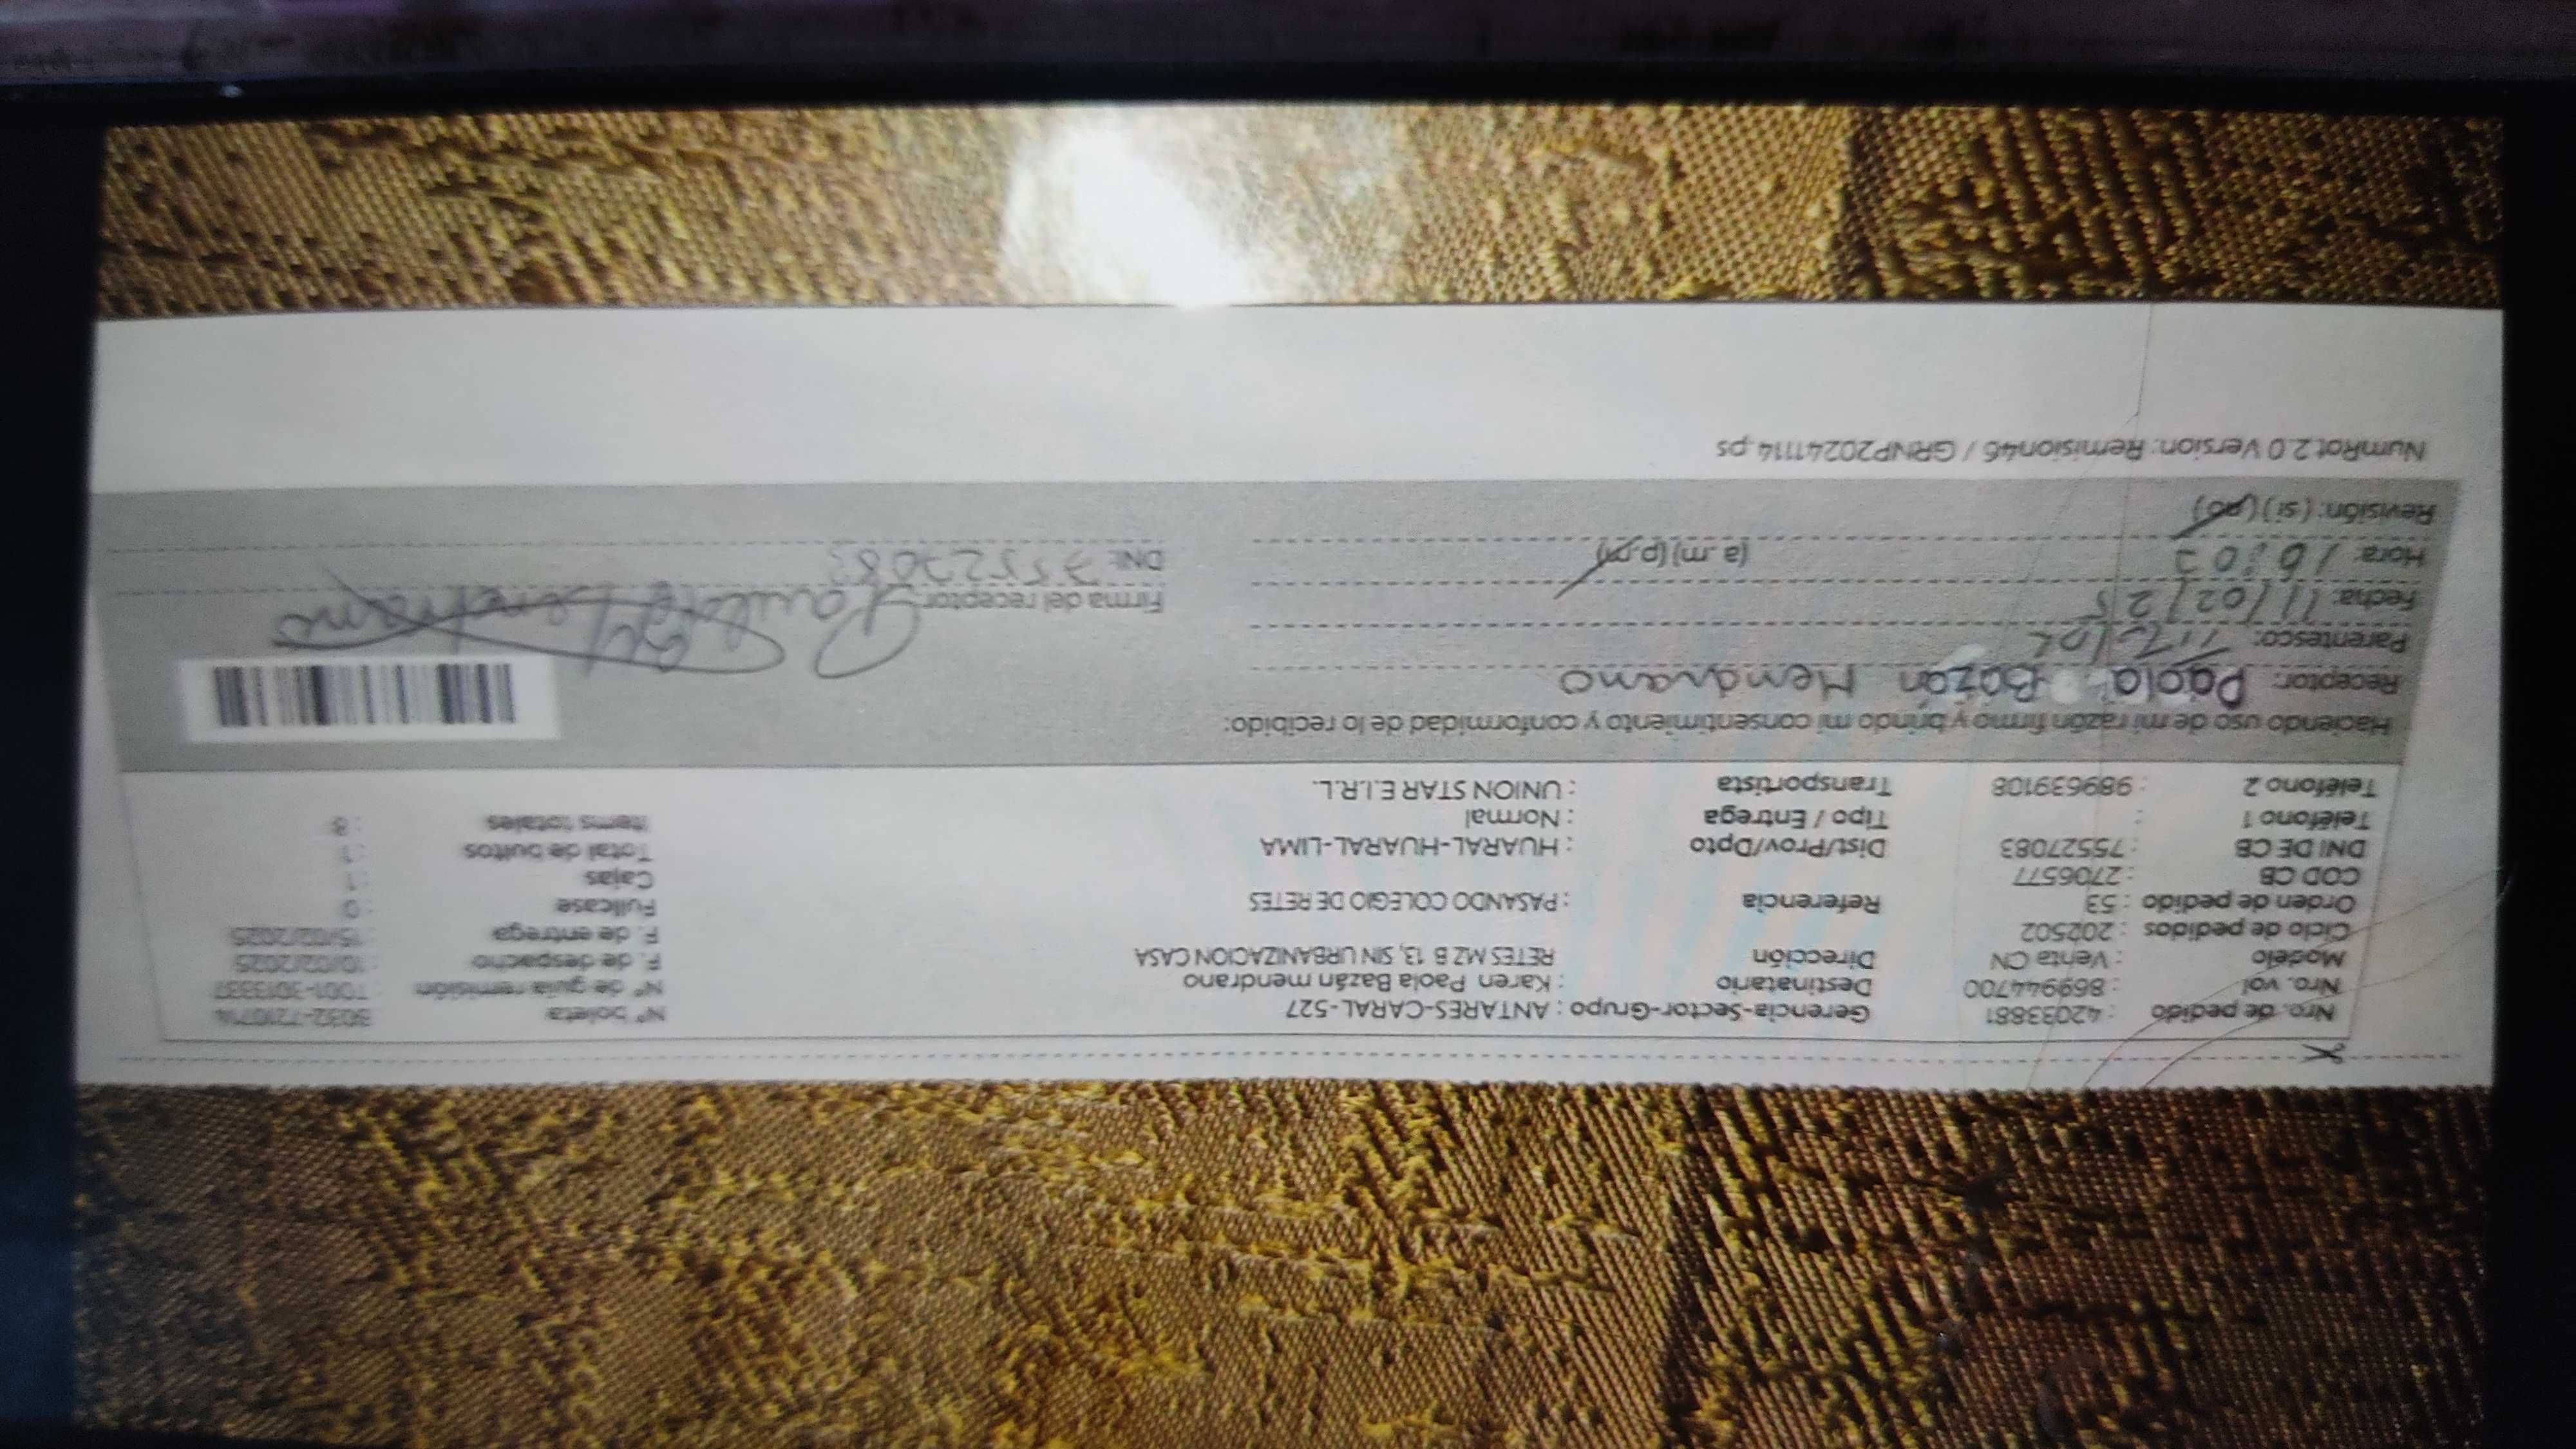 Nro. de pedido : 42033881 Gerencia-Sector-Grupo : ANTARES-CARAL-527 N° boleta
Nro. vol : 869944700 Destinatario : Karen Paola Bazán mendrano N° de guía remisión
Modelo : Venta CN Dirección RETES MZ B 13, SIN URBANIZACION CASA F. de despacho : 10/02/2025
Ciclo de pedidos : 202502 F. de entrega : 15/02/2025
Orden de pedido : 53 Referencia : PASANDO COLEGIO DE RETES Fullcase : 0
COD CB : 2706577 Cajas : 1
DNI DE CB : 75527083 Dist/Prov/Dpto : HUARAL-HUARAL-LIMA Total de bultos : 1
Teléfono 1 : Tipo / Entrega : Normal Items totales : 8
Teléfono 2 : 989639108 Transportista : UNION STAR E.I.R.L.
Haciendo uso de mi razón firmo y brindo mi consentimiento y conformidad de lo recibido:
Receptor: Paola Bazán Mendrano
Parentesco: Titular
Fecha: 11/02/25 Firma del receptor
Hora: 16:03 (a.m)(p.m) DNI: 75527083
Revisión: (si)(no)
NumRot 2.0 Version: Remision46 / GRNP20241114.ps